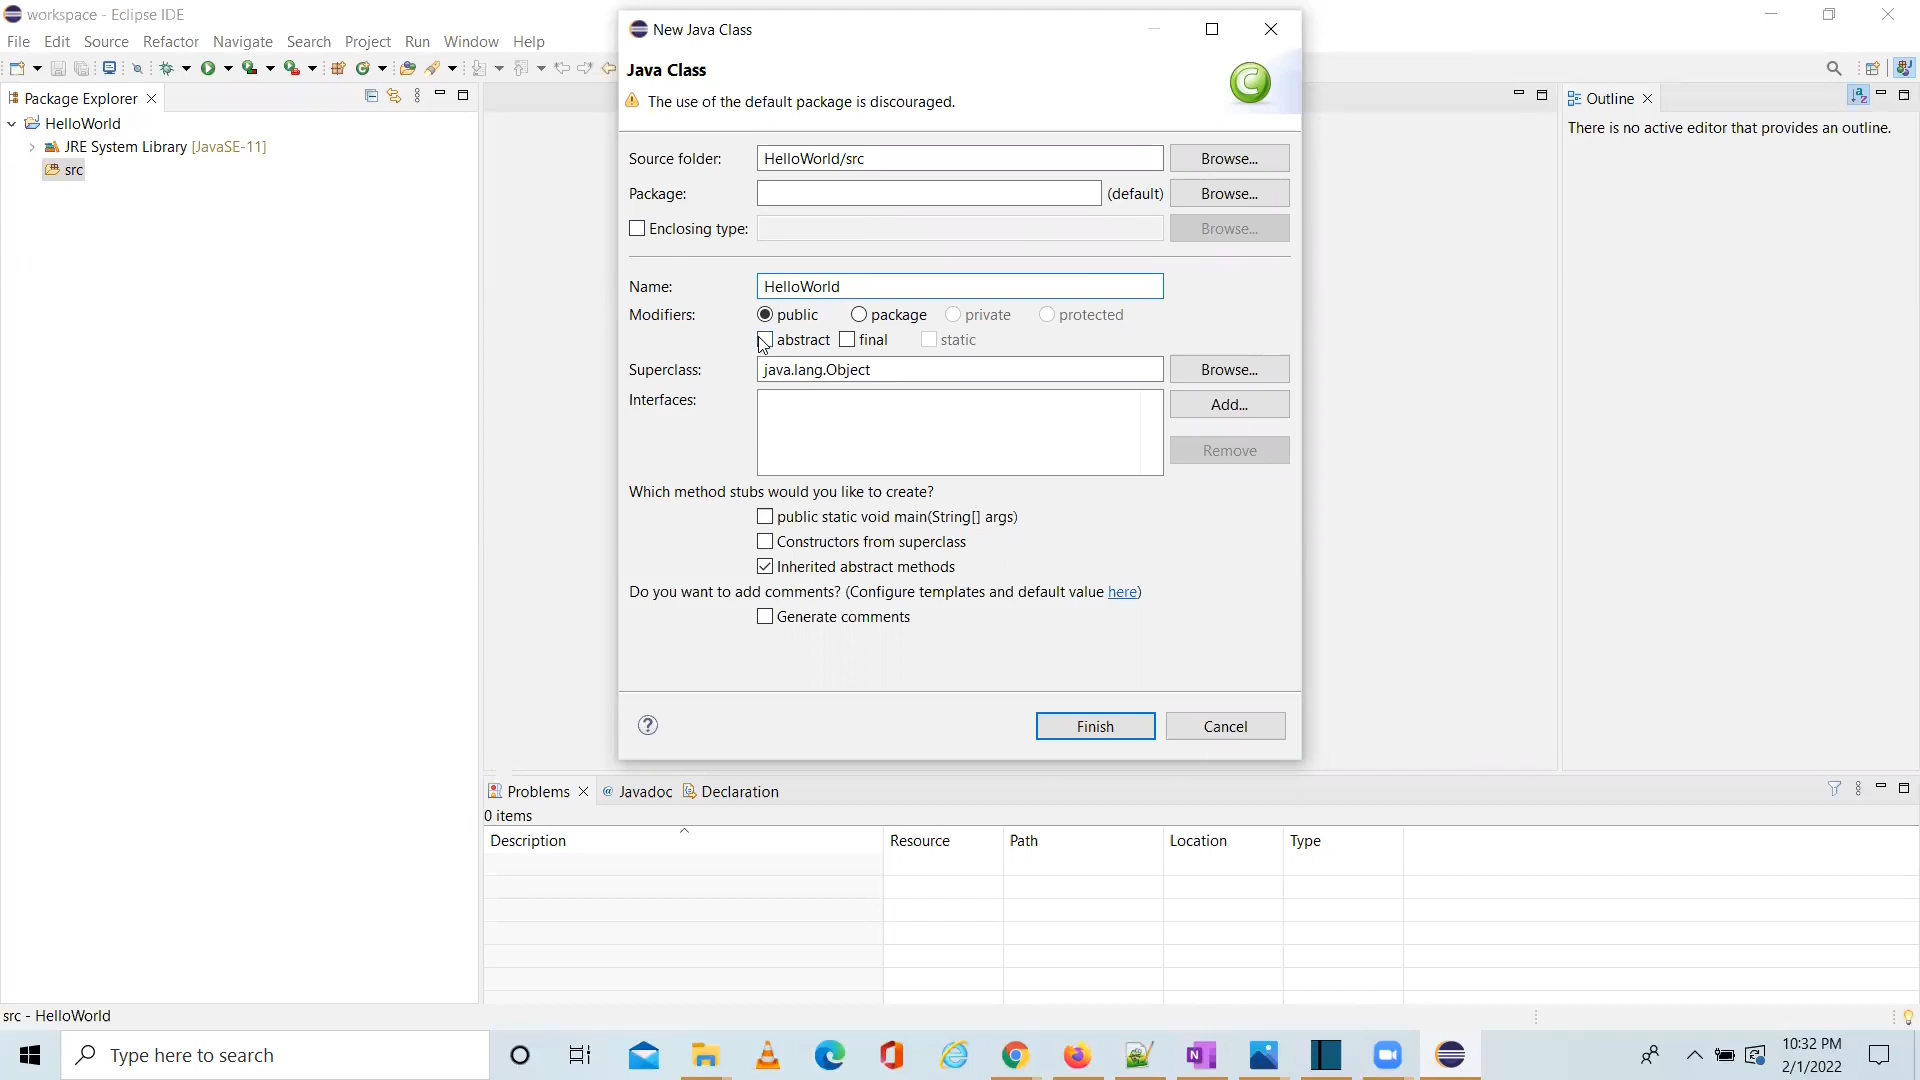 workspace - Eclipse IDE
File Edit Source Refactor Navigate Search Project Run Window Help
Package Explorer
HelloWorld
JRE System Library [JavaSE-11]
src
New Java Class
Java Class
The use of the default package is discouraged.
Source folder: HelloWorld/src Browse...
Package: (default) Browse...
Enclosing type: Browse...
Name: HelloWorld
Modifiers: public package private protected
abstract final static
Superclass: java.lang.Object Browse...
Interfaces: Add...
Remove
Which method stubs would you like to create?
public static void main(String[] args)
Constructors from superclass
Inherited abstract methods
Do you want to add comments? (Configure templates and default value here)
Generate comments
Finish Cancel
Outline
There is no active editor that provides an outline.
Problems Javadoc Declaration
0 items
Description Resource Path Location Type
src - HelloWorld
Type here to search
10:32 PM
2/1/2022